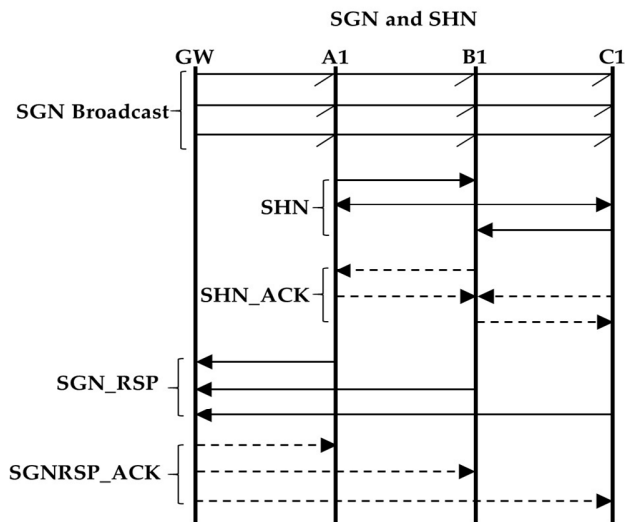 SGN and SHN
GW A1 B1 C1
SGN Broadcast
SHN
SHN_ACK
SGN_RSP
SGNRSP_ACK